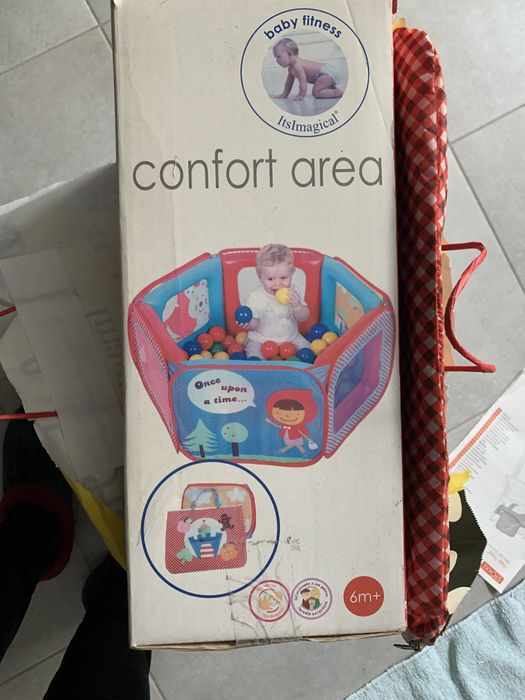 baby fitness
ItsImagical®
confort area
Once
upon
a time...
6m+